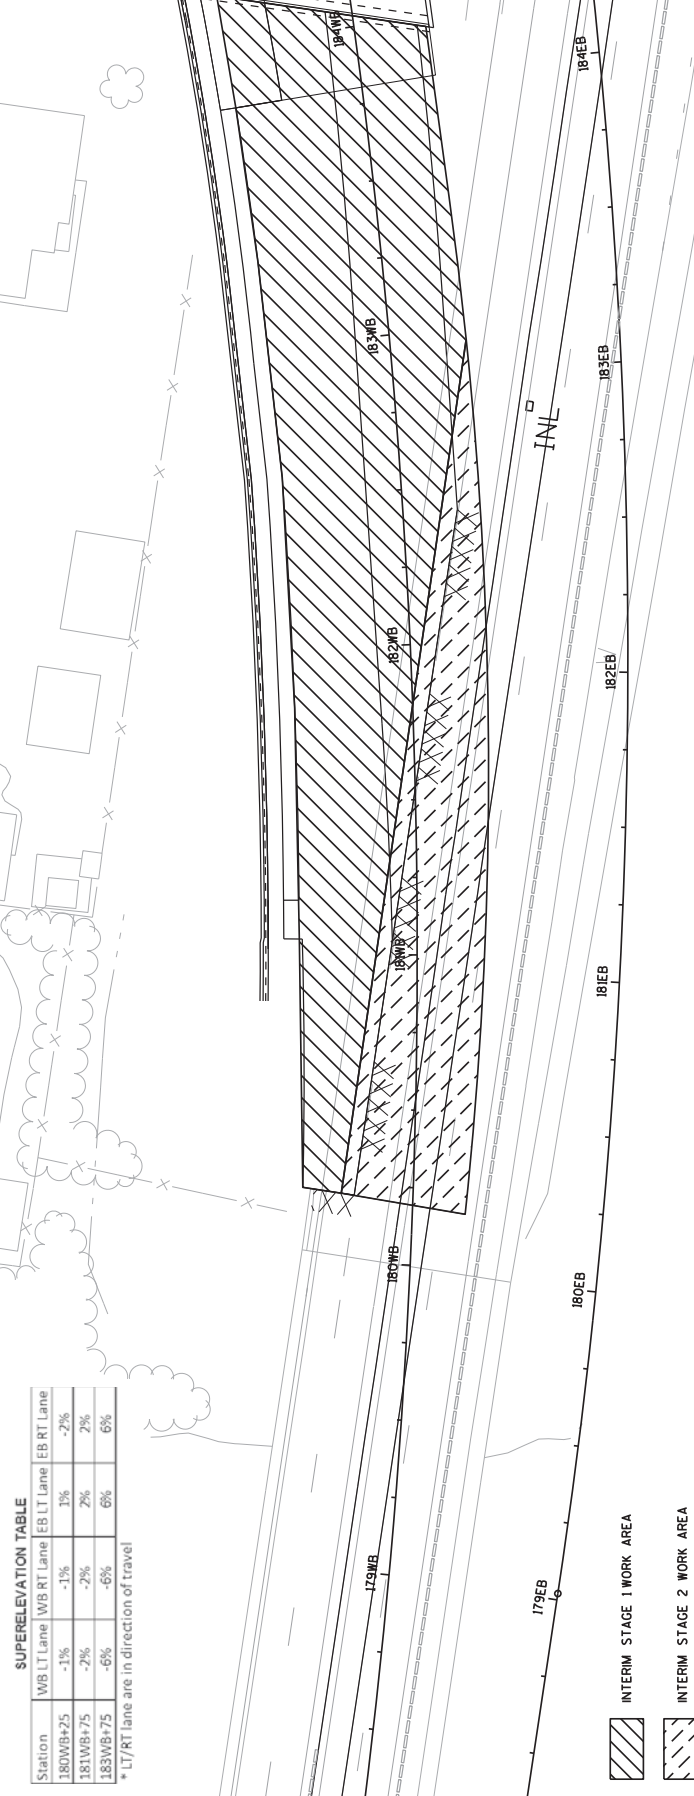 SUPERELEVATION TABLE
Station WB LT Lane WB RT Lane EB LT Lane EB RT Lane
180WB+25 -1% -1% 1% -2%
181WB+75 -2% -2% 2% 2%
183WB+75 -6% -6% 6% 6%
* LT/RT lane are in direction of travel
184WB
183WB
182WB
181WB
180WB
179WB
184EB
183EB
182EB
181EB
180EB
179EB
INL
INTERIM STAGE 1 WORK AREA
INTERIM STAGE 2 WORK AREA